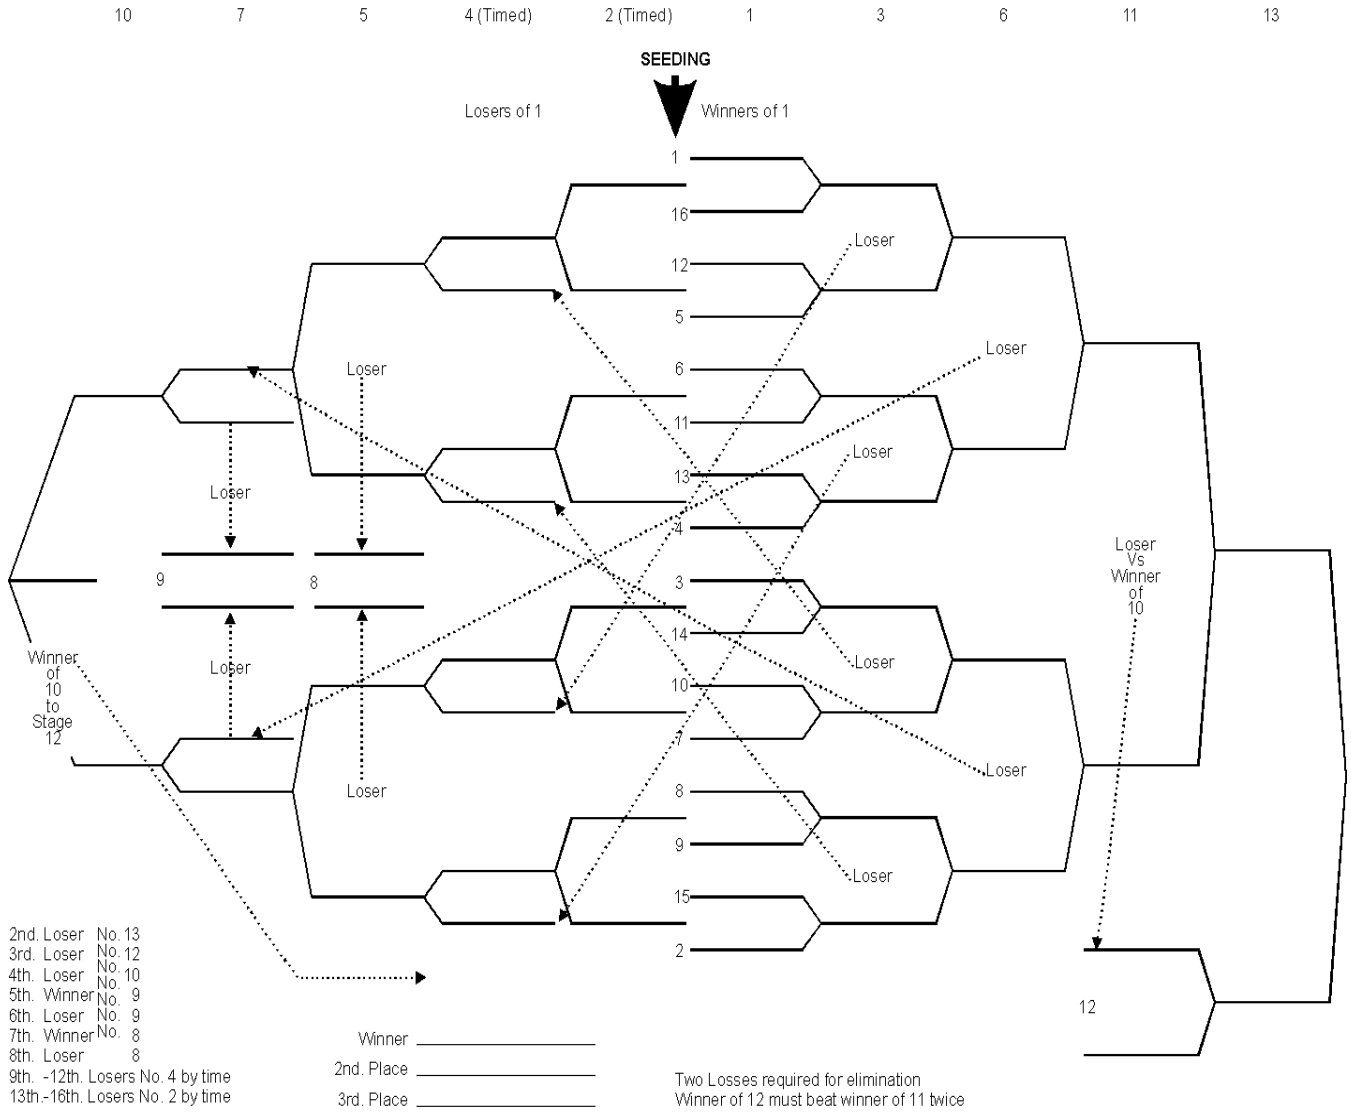 10 7 5 4 (Timed) 2 (Timed) 1 3 6 11 13
SEEDING
Losers of 1 Winners of 1
1
16
Loser
12
5
Loser
6
Loser
11
Loser
13
Loser
4
Loser
Vs
Winner
of
10
9
8
3
14
Loser
Loser
10
Winner
of
10
to
Stage
12
7
Loser
Loser
8
9
Loser
15
2
12
2nd. Loser No. 13
3rd. Loser No. 12
4th. Loser No. 10
5th. Winner No. 9
6th. Loser No. 9
7th. Winner No. 8
8th. Loser 8
9th. -12th. Losers No. 4 by time
13th.-16th. Losers No. 2 by time
Winner
2nd. Place
3rd. Place
Two Losses required for elimination
Winner of 12 must beat winner of 11 twice